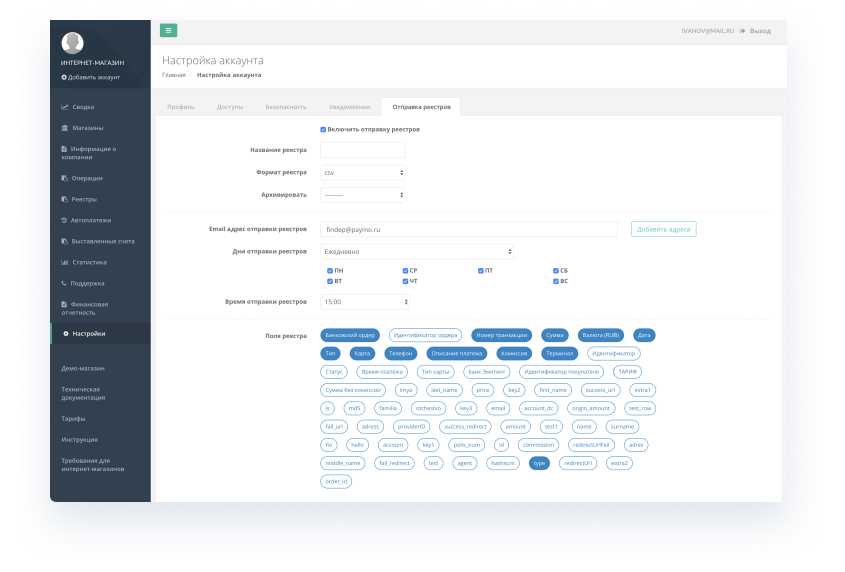 IVANOV@MAIL.RU Выход
ИНТЕРНЕТ-МАГАЗИН
Добавить аккаунт
Сводка
Магазины
Информация о
компании
Операции
Реестры
Автоплатежи
Выставленные счета
Статистика
Поддержка
Финансовая
отчетность
Настройки
Демо-магазин
Техническая
документация
Тарифы
Инструкция
Требования для
интернет-магазинов
Настройка аккаунта
Главная / Настройка аккаунта
Профиль Доступы Безопасность Уведомления Отправка реестров
Включить отправку реестров
Название реестра
Формат реестра csv
Архивировать ---------
Email адрес отправки реестров findep@paymo.ru Добавить адреса
Дни отправки реестров Ежедневно
ПН СР ПТ СБ
ВТ ЧТ ВС
Время отправки реестров 15:00
Поля реестра Банковский ордер Идентификатор ордера Номер транзакции Сумма Валюта (RUB) Дата
Тип Карта Телефон Описание платежа Комиссия Терминал Идентификатор
Статус Время платежа Тип карты Банк Эмитент Идентификатор покупателя ТАРИФ
Сумма без комиссии imya last_name price key2 first_name success_url extra1
ls md5 familia otchestvo key3 email account_dc origin_amount test_row
fail_url adress providerID success_redirect amount test1 name surname
fio hello account key1 polis_num id commission redirectUrlFail adres
middle_name fail_redirect test agent hashsum type redirectUrl extra2
order_id